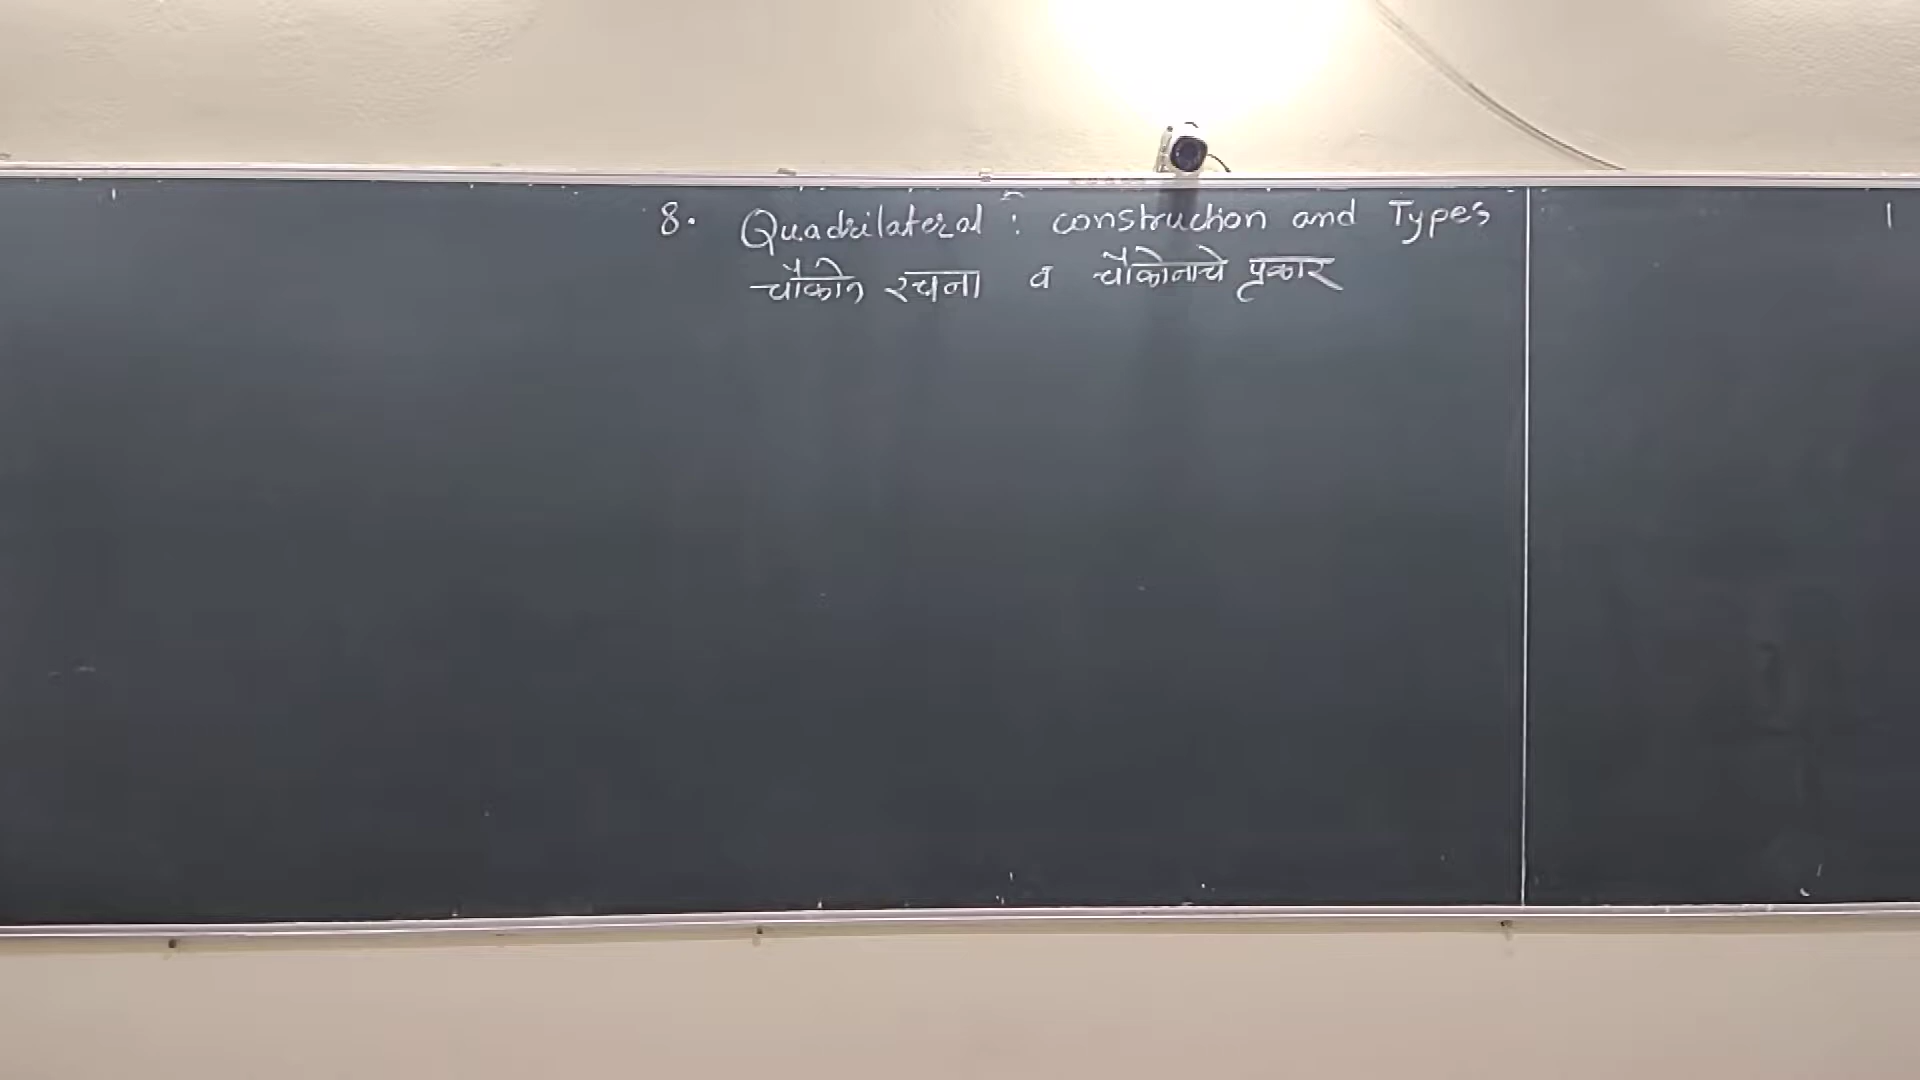 8. Quadrilateral : construction and Types
चौकोन रचना व चौकोनाचे प्रकार